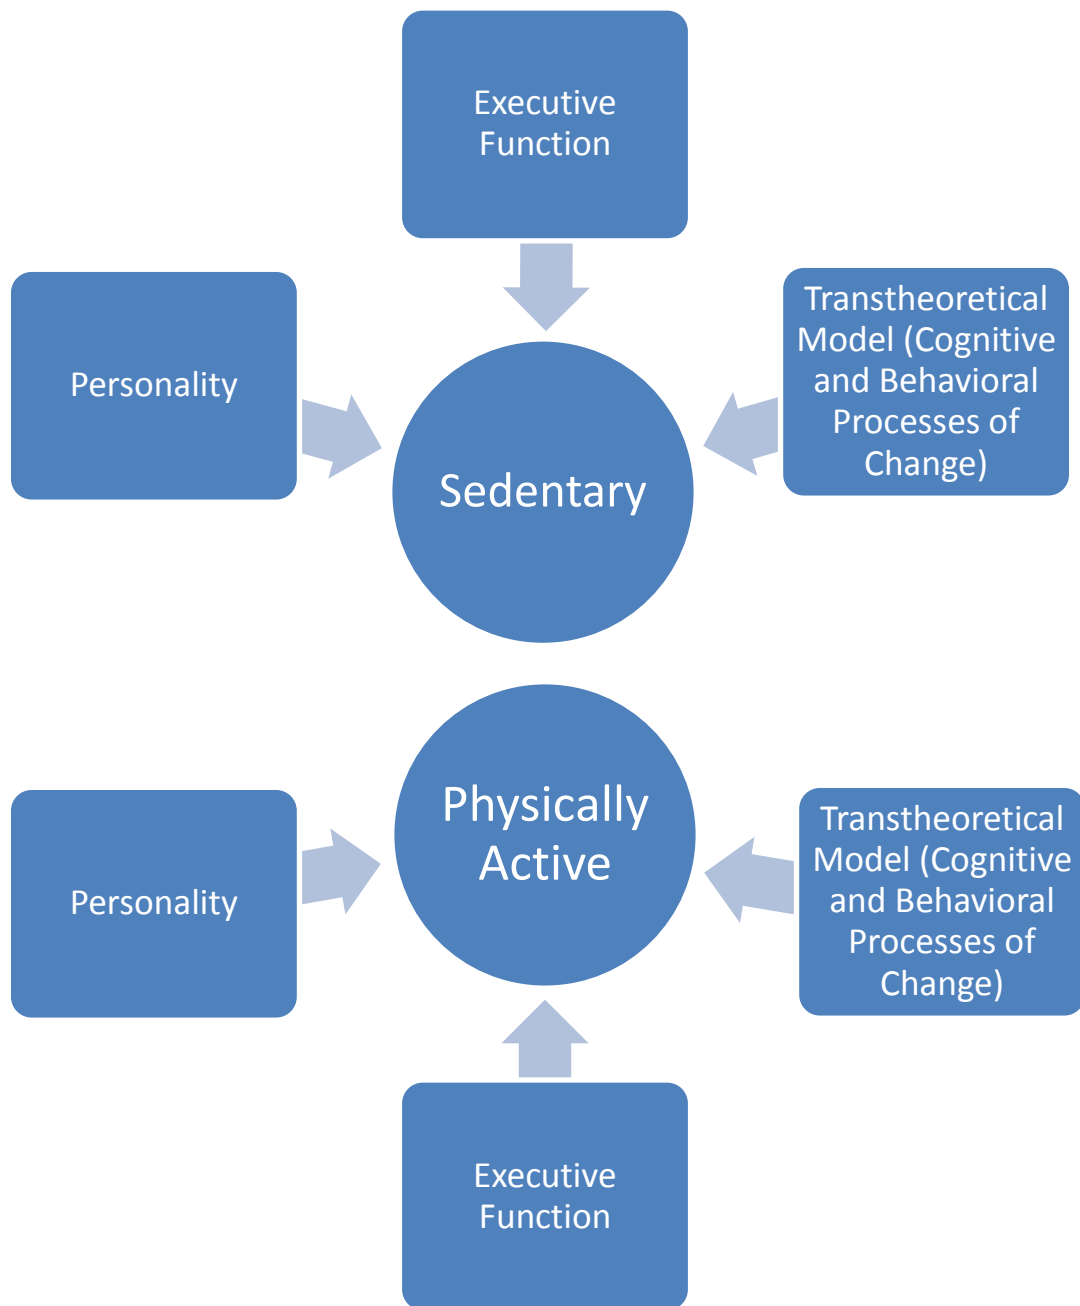 Executive
Function
Personality
Transtheoretical
Model (Cognitive
and Behavioral
Processes of
Change)
Sedentary
Physically
Active
Personality
Transtheoretical
Model (Cognitive
and Behavioral
Processes of
Change)
Executive
Function